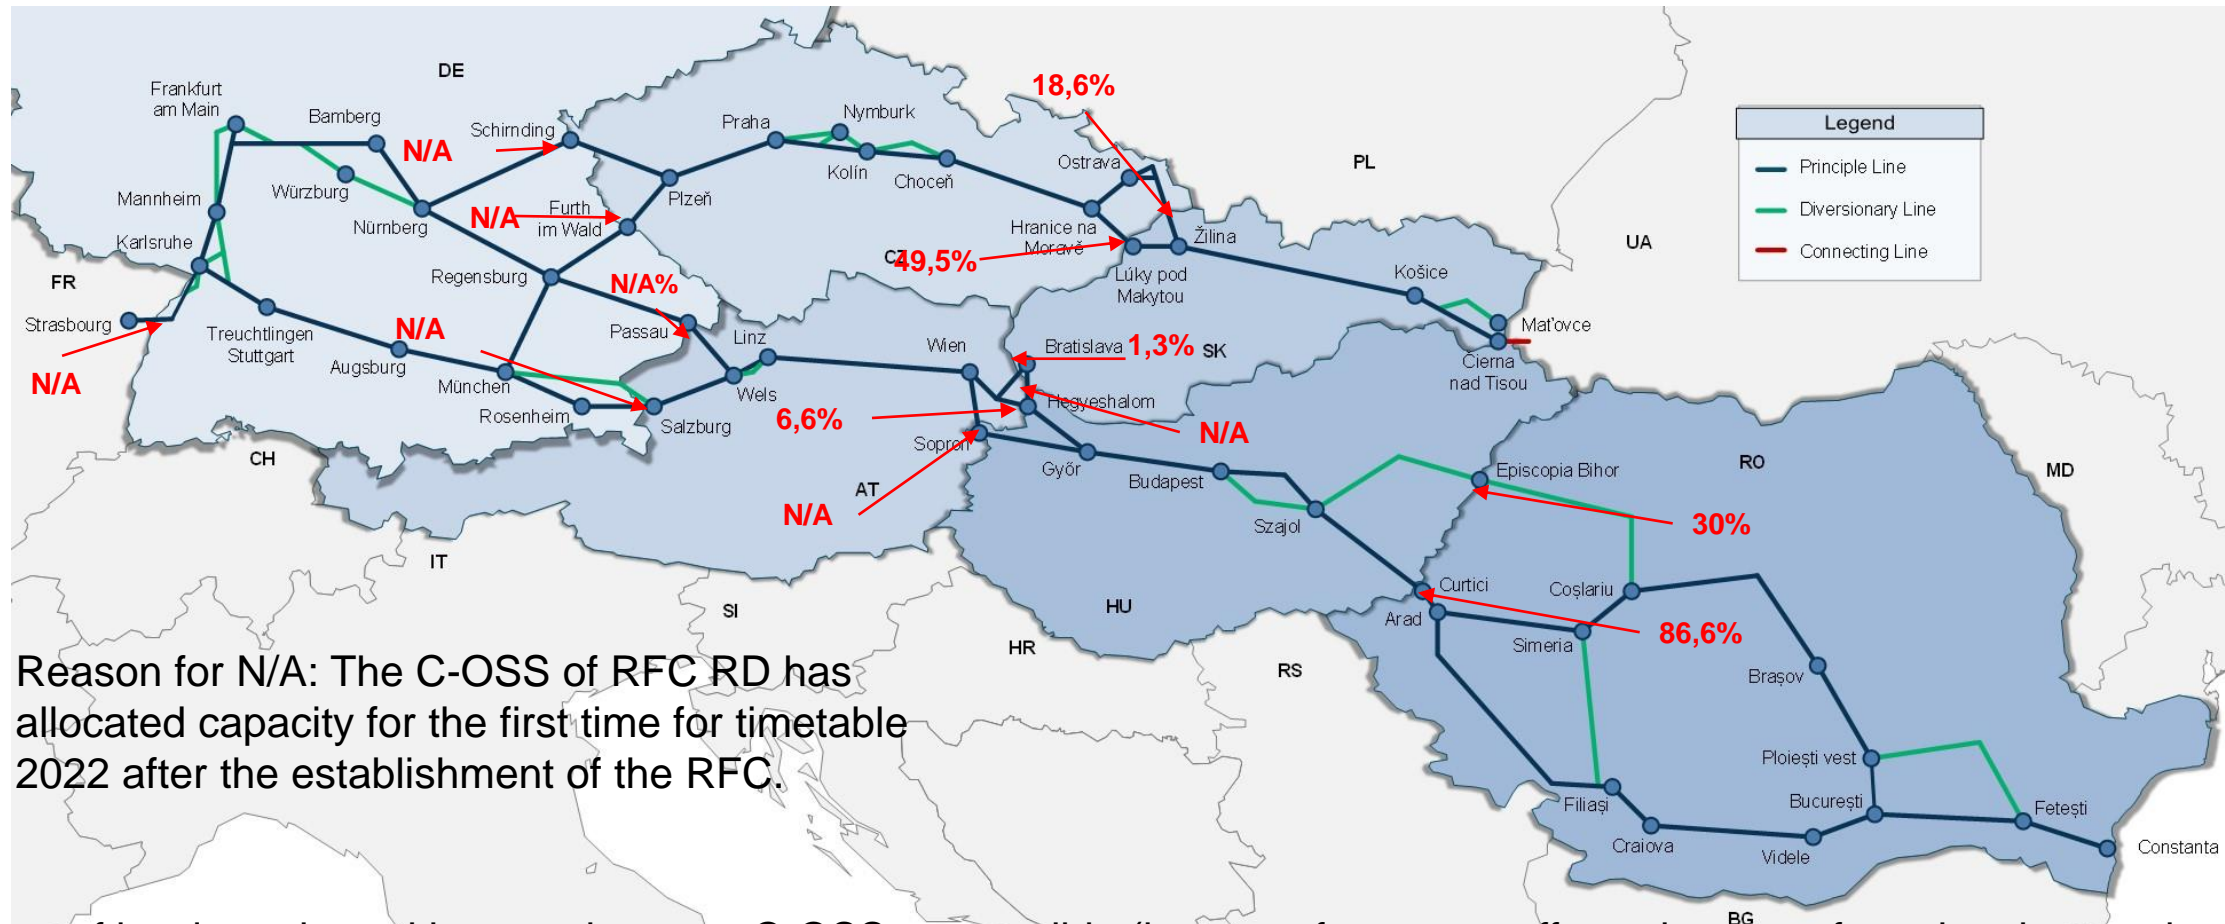 DE
Frankfurt
am Main
Bamberg
N/A
Schirnding
Praha
Nymburk
18,6%
Legend
Principle Line
Diversionary Line
Connecting Line
PL
Ostrava
Kolín
Choceň
Würzburg
Mannheim
Nürnberg
N/A
Furth
im Wald
Plzeň
Karlsruhe
Hranice na
Moravě
Žilina
UA
CZ
49,5%
FR
Regensburg
N/A%
Lúky pod
Makytou
Košice
Strasbourg
Treuchtlingen
Stuttgart
N/A
Passau
Linz
Wien
Bratislava
1,3%
SK
Maťovce
Čierna
nad Tisou
N/A
Augsburg
München
Wels
Rosenheim
Salzburg
6,6%
Hegyeshalom
N/A
Sopron
CH
Győr
Budapest
Episcopia Bihor
RO
MD
AT
N/A
Szajol
30%
IT
Curtici
Coșlariu
SI
HU
Arad
Simeria
86,6%
HR
RS
Brașov
Reason for N/A: The C-OSS of RFC RD has
allocated capacity for the first time for timetable
2022 after the establishment of the RFC.
Ploiești vest
București
Fetești
Filiași
Craiova
Videle
Constanta
BG